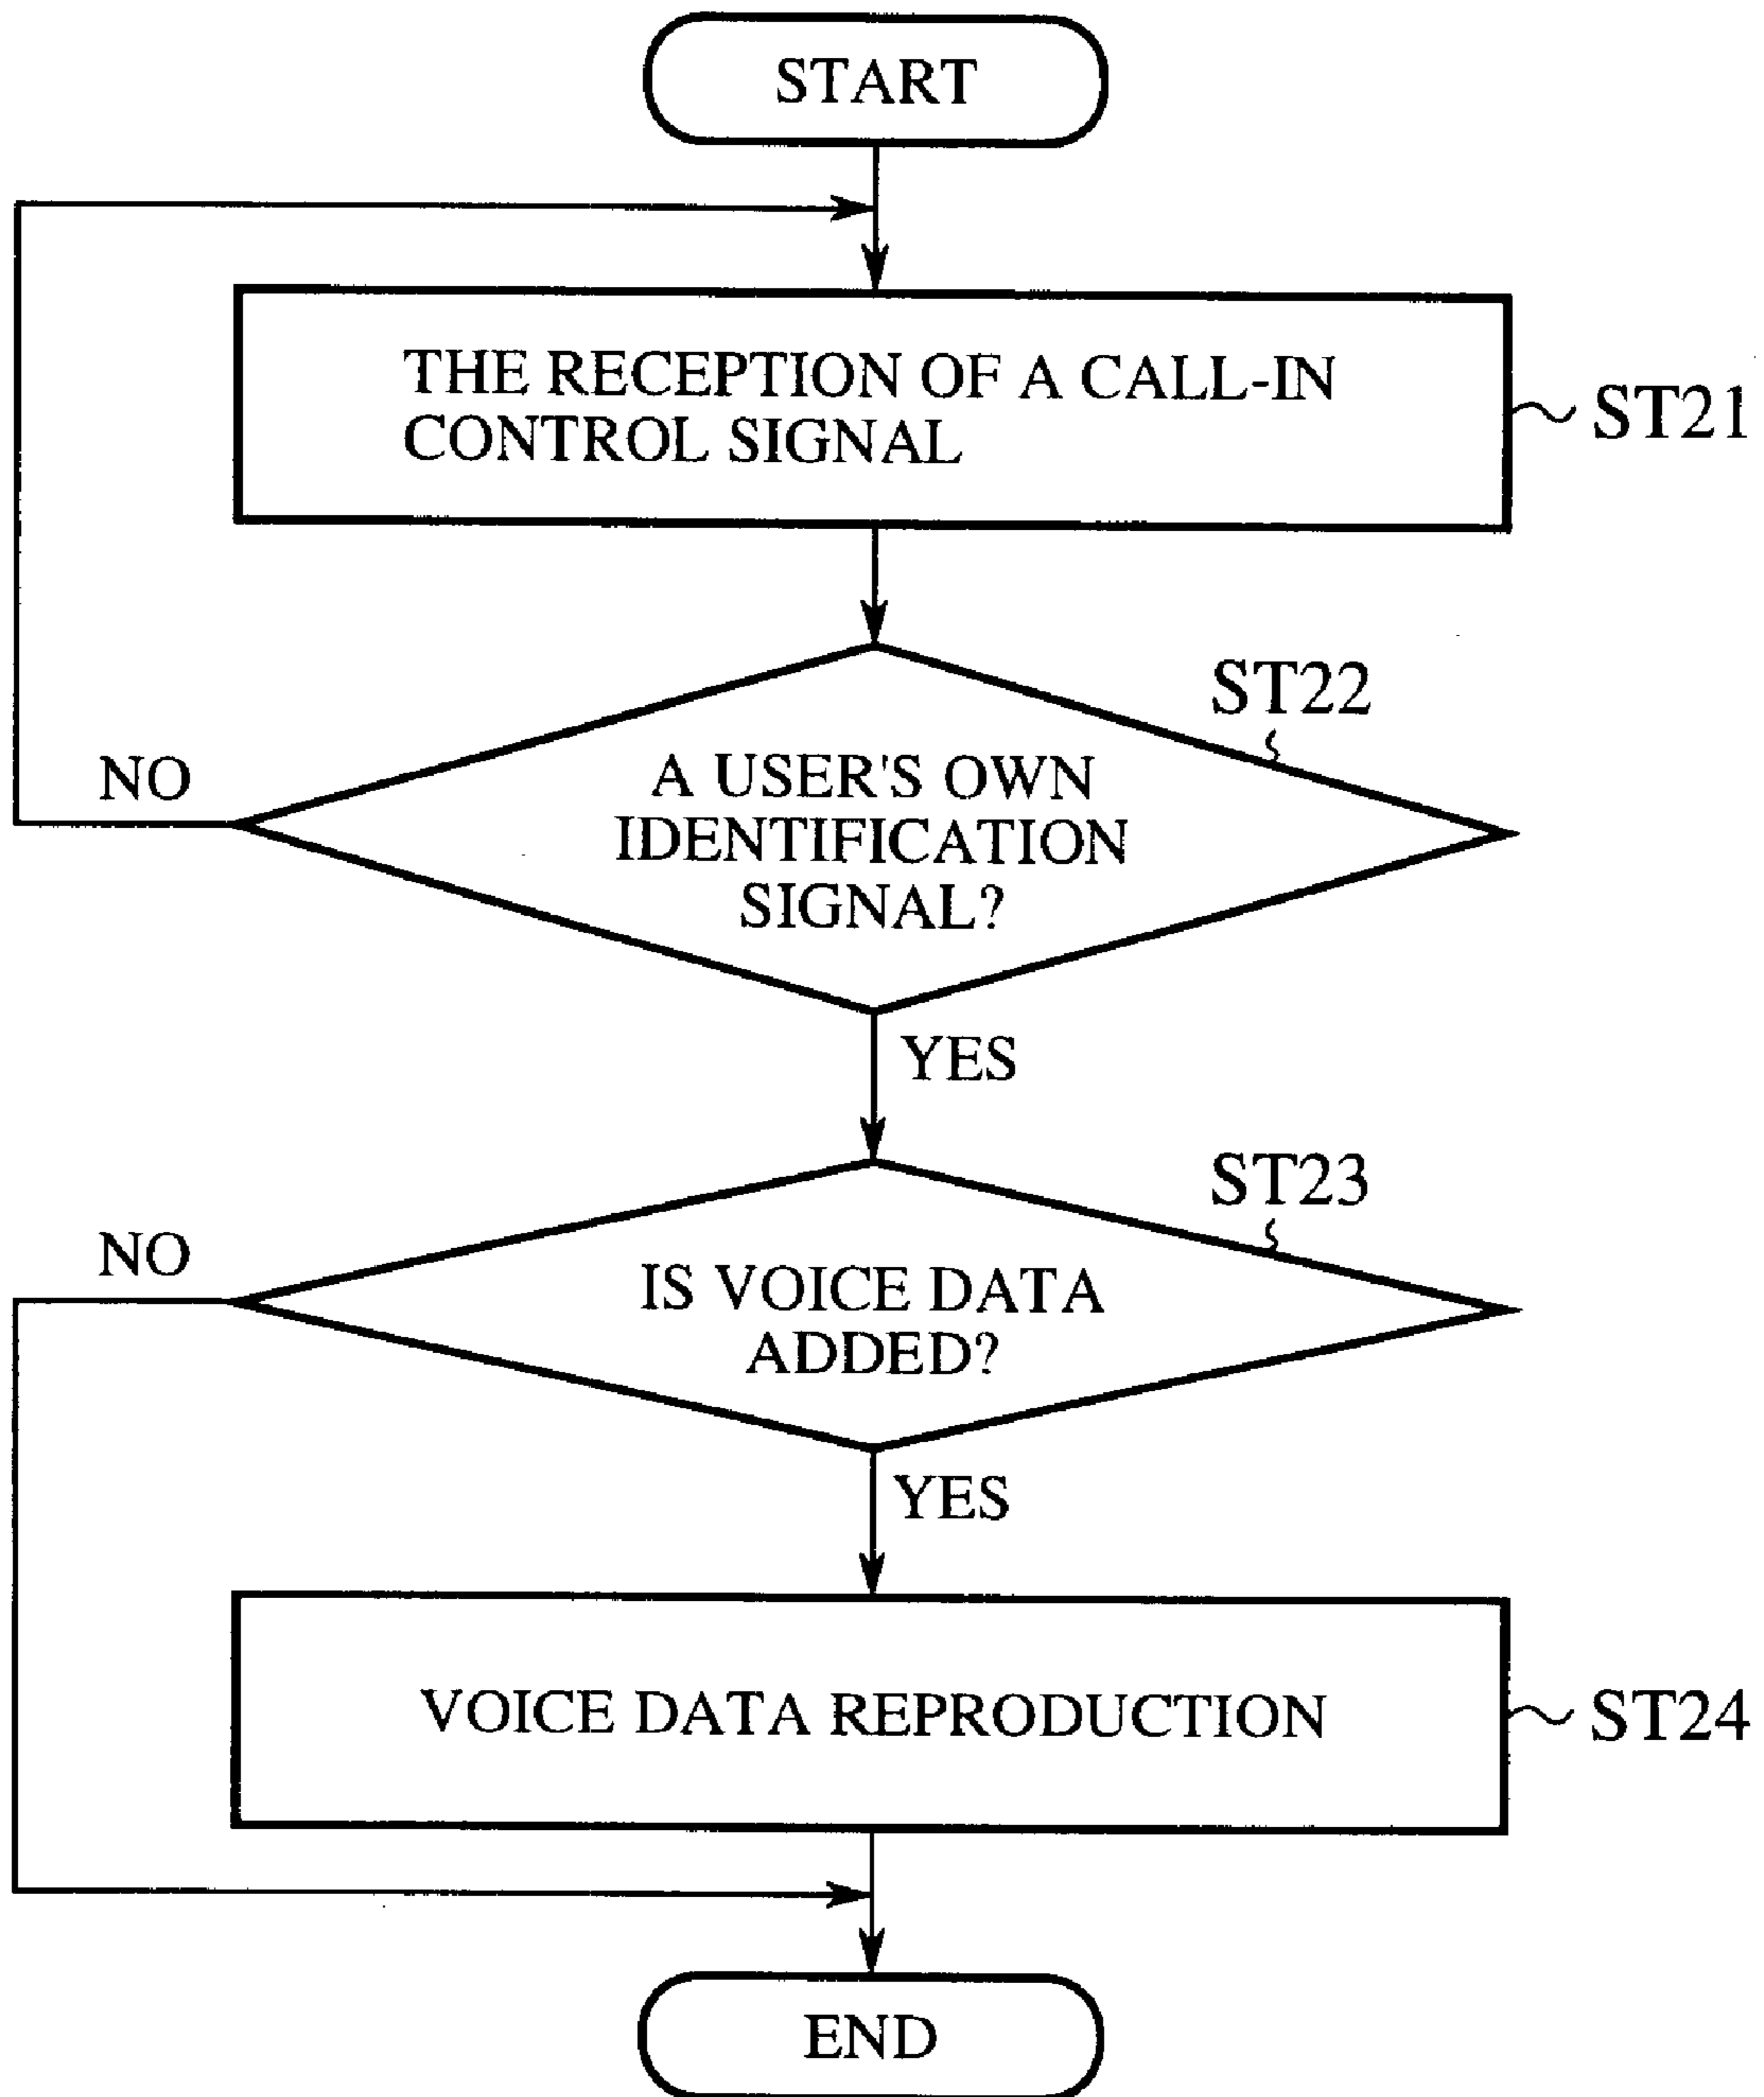 START
THE RECEPTION OF A CALL-IN
CONTROL SIGNAL
ST21
ST22
NO
A USER'S OWN
IDENTIFICATION
SIGNAL?
YES
ST23
NO
IS VOICE DATA
ADDED?
YES
VOICE DATA REPRODUCTION
ST24
END